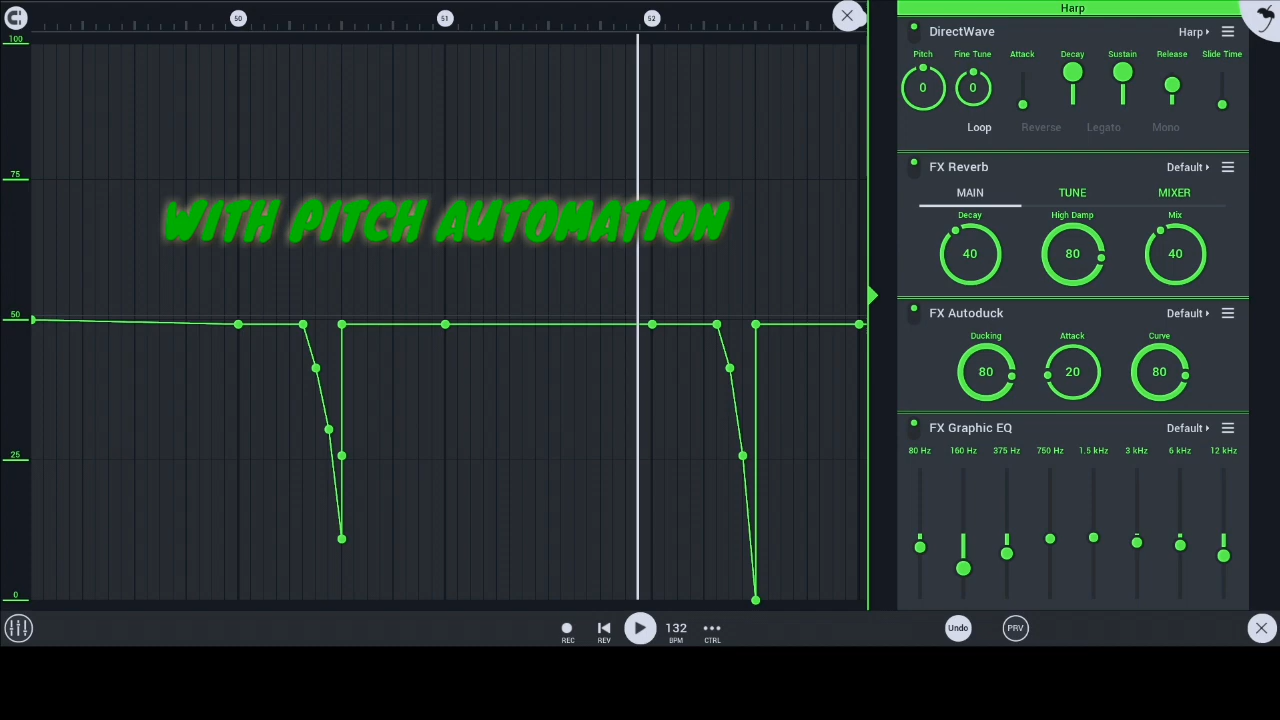 50 51 52
Harp
100
DirectWave Harp
Pitch Fine Tune Attack Decay Sustain Release Slide Time
0 0
Loop Reverse Legato Mono
75
FX Reverb Default
MAIN TUNE MIXER
WITH PITCH AUTOMATION
Decay High Damp Mix
40 80 40
50
FX Autoduck Default
Ducking Attack Curve
80 20 80
FX Graphic EQ Default
80 Hz 160 Hz 375 Hz 750 Hz 1.5 kHz 3 kHz 6 kHz 12 kHz
25
0
132
REC REV BPM CTRL
Undo PRV